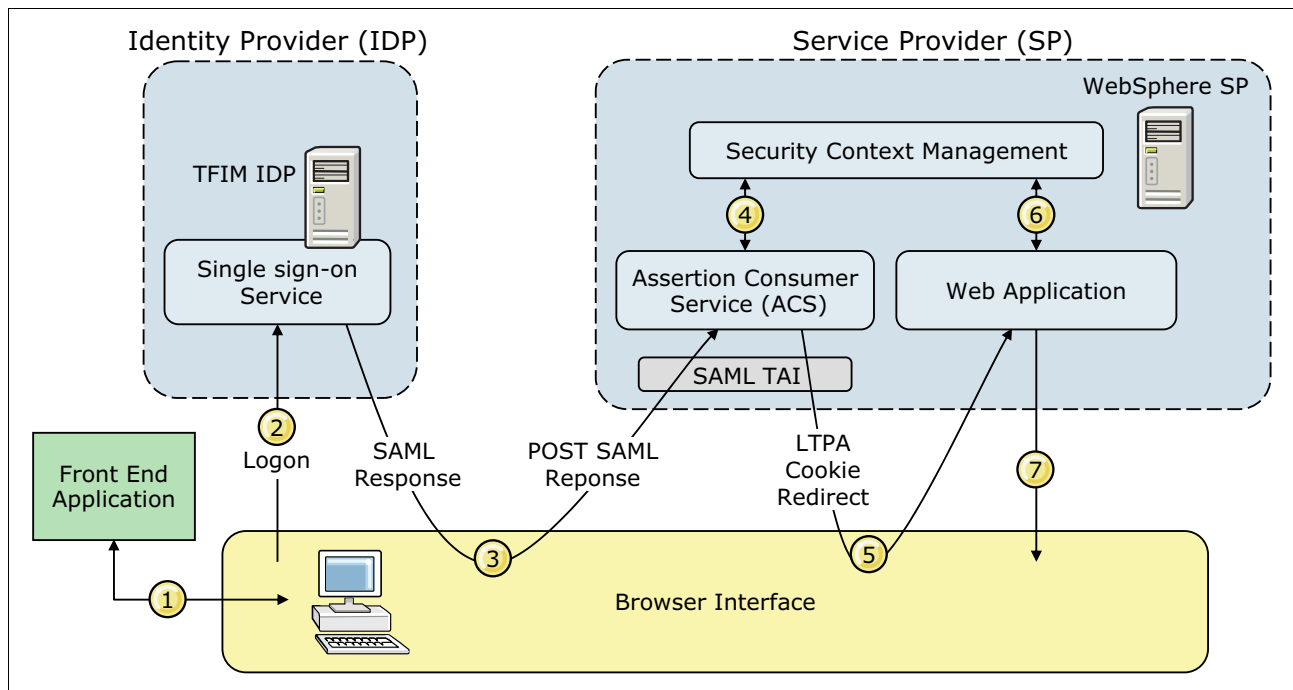 Identity Provider (IDP)
Service Provider (SP)
WebSphere SP
Security Context Management
TFIM IDP
4
6
Single sign-on
Service
Assertion Consumer
Service (ACS)
Web Application
SAML TAI
2
Logon
SAML
Response
POST SAML
Reponse
LTPA
Cookie
Redirect
7
Front End
Application
3
5
1
Browser Interface